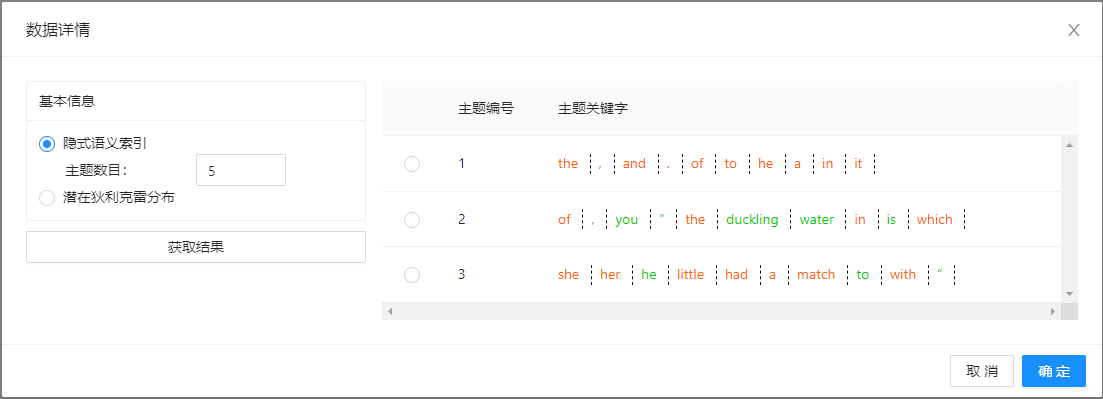 数据详情
基本信息
隐式语义索引
主题数目: 5
潜在狄利克雷分布
获取结果
主题编号 主题关键字
1 the , and . of to he a in it
2 of , you " the duckling water in is which
3 she her he little had a match to with "
取 消 确 定